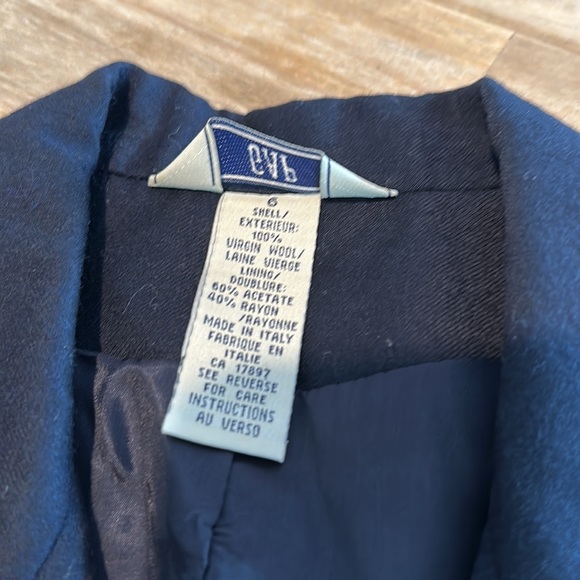 GAP
6
SHELL/
EXTERIEUR:
100%
VIRGIN WOOL/
LAINE VIERGE
LINING/
DOUBLURE:
60% ACETATE
40% RAYON
/RAYONNE
MADE IN ITALY
FABRIQUE EN
ITALIE
CA 17897
SEE REVERSE
FOR CARE
INSTRUCTIONS
AU VERSO